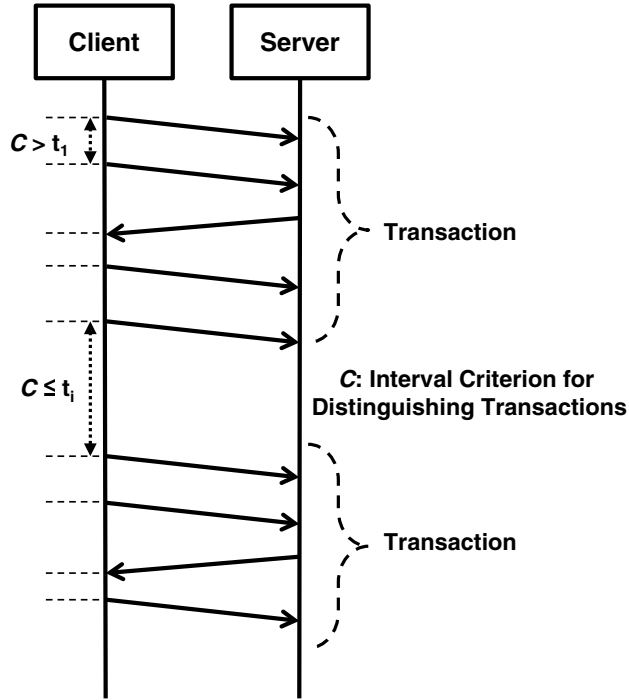 Client
Server
C > t₁
Transaction
C ≤ tᵢ
C: Interval Criterion for
Distinguishing Transactions
Transaction